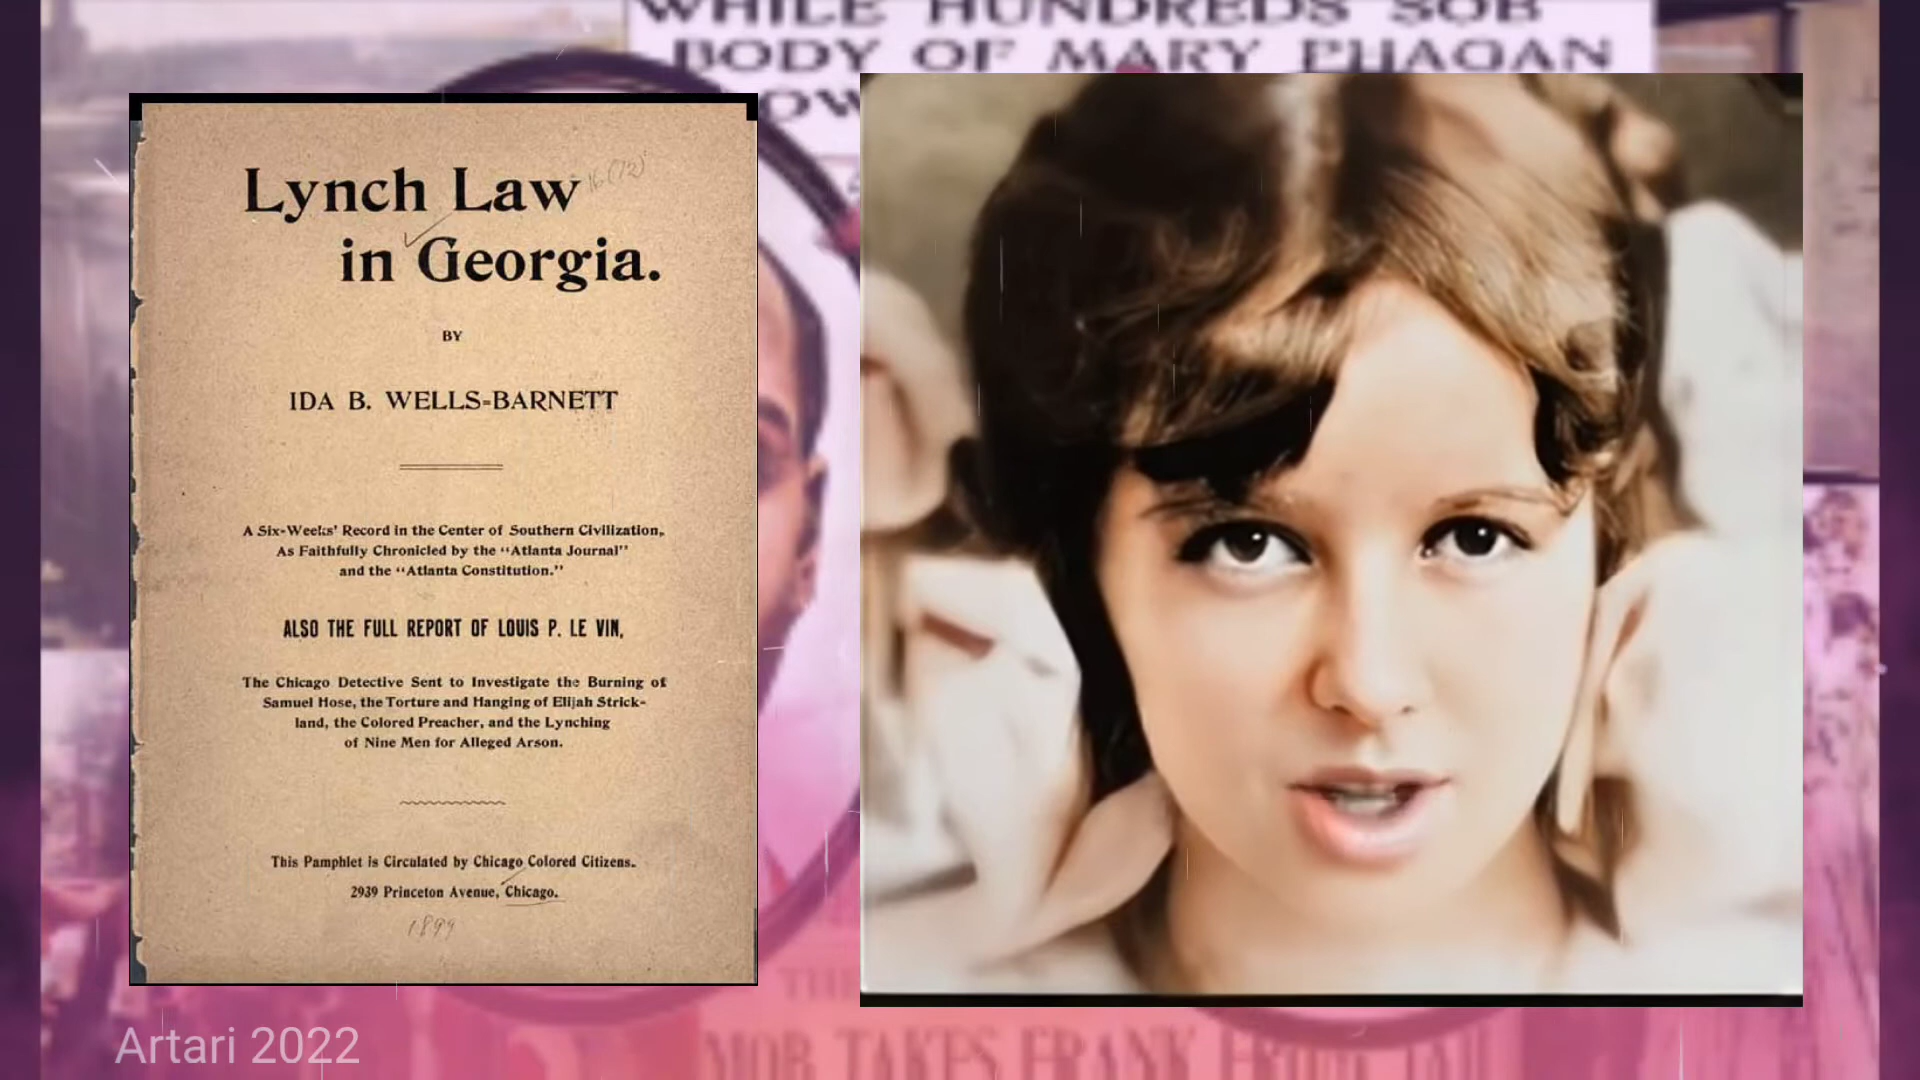 WHILE HUNDREDS SOB
BODY OF MARY PHAGAN
Lynch Law
in Georgia.
BY
IDA B. WELLS-BARNETT
A Six-Weeks' Record in the Center of Southern Civilization,
As Faithfully Chronicled by the "Atlanta Journal"
and the "Atlanta Constitution."
ALSO THE FULL REPORT OF LOUIS P. LE VIN,
The Chicago Detective Sent to Investigate the Burning of
Samuel Hose, the Torture and Hanging of Elijah Strick-
land, the Colored Preacher, and the Lynching
of Nine Men for Alleged Arson.
This Pamphlet is Circulated by Chicago Colored Citizens.
2939 Princeton Avenue, Chicago.
1899
MOB TAKES FRANK FROM JAIL
Artari 2022